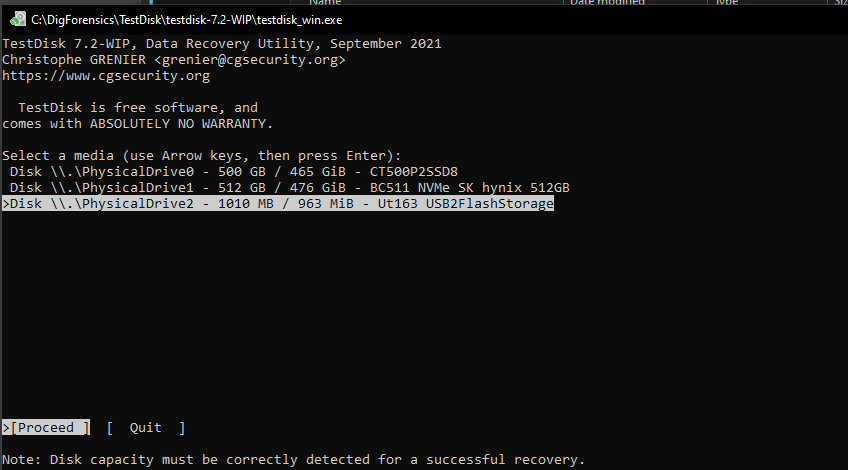 Name Date modified Type Siz
C:\DigForensics\TestDisk\testdisk-7.2-WIP\testdisk_win.exe
TestDisk 7.2-WIP, Data Recovery Utility, September 2021
Christophe GRENIER <grenier@cgsecurity.org>
https://www.cgsecurity.org
TestDisk is free software, and
comes with ABSOLUTELY NO WARRANTY.
Select a media (use Arrow keys, then press Enter):
Disk \\.\PhysicalDrive0 - 500 GB / 465 GiB - CT500P2SSD8
Disk \\.\PhysicalDrive1 - 512 GB / 476 GiB - BC511 NVMe SK hynix 512GB
>Disk \\.\PhysicalDrive2 - 1010 MB / 963 MiB - Ut163 USB2FlashStorage
>[Proceed ] [ Quit ]
Note: Disk capacity must be correctly detected for a successful recovery.